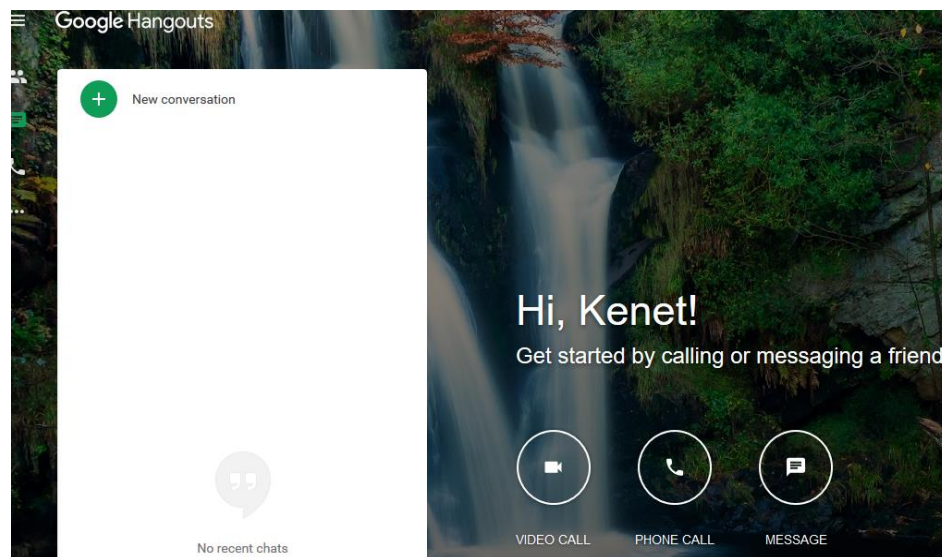 Google Hangouts
New conversation
Hi, Kenet!
Get started by calling or messaging a friend
VIDEO CALL
PHONE CALL
MESSAGE
No recent chats